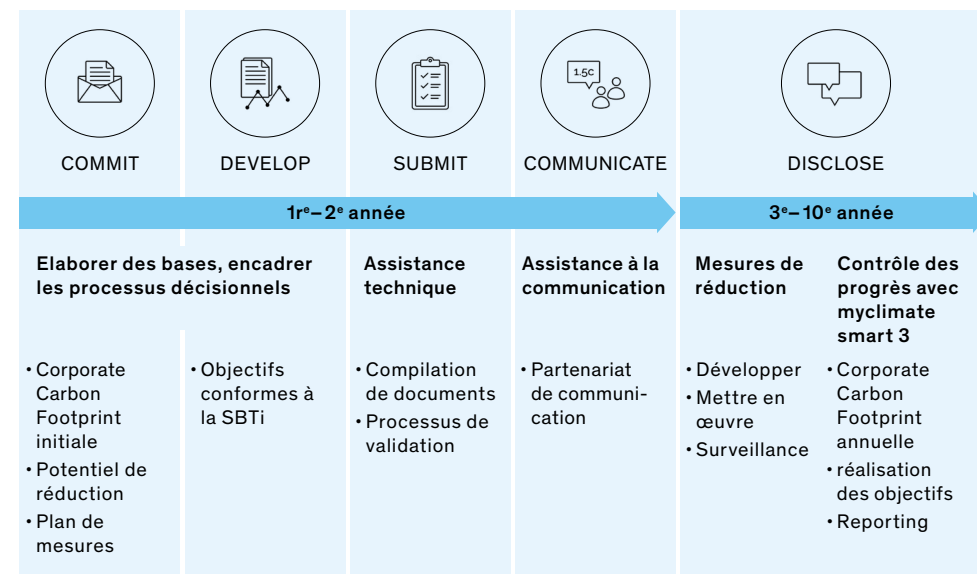 1.5C
COMMIT
DEVELOP
SUBMIT
COMMUNICATE
DISCLOSE
1rᵉ – 2ᵉ année
3ᵉ – 10ᵉ année
Elaborer des bases, encadrer
les processus décisionnels
Assistance
technique
Assistance à la
communication
Mesures de
réduction
Contrôle des
progrès avec
myclimate
smart 3
• Corporate
Carbon
Footprint
initiale
• Potentiel de
réduction
• Plan de
mesures
• Objectifs
conformes à
la SBTi
• Compilation
de documents
• Processus de
validation
• Partenariat
de communi-
cation
• Développer
• Mettre en
œuvre
• Surveillance
• Corporate
Carbon
Footprint
annuelle
• réalisation
des objectifs
• Reporting